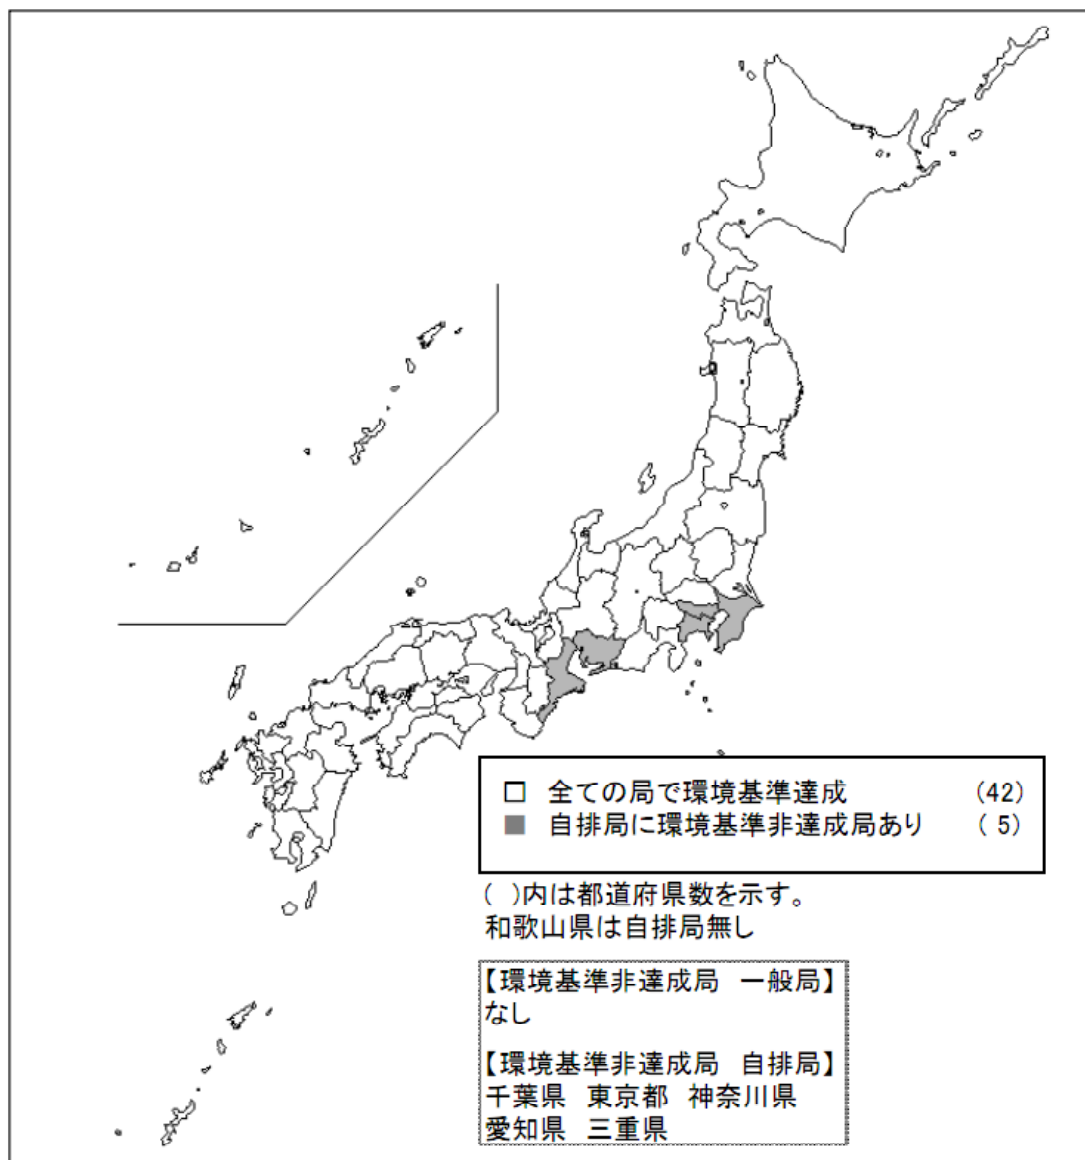 □ 全ての局で環境基準達成 (42)
■ 自排局に環境基準非達成局あり ( 5)
( )内は都道府県数を示す。
和歌山県は自排局無し
【環境基準非達成局 一般局】
なし
【環境基準非達成局 自排局】
千葉県 東京都 神奈川県
愛知県 三重県